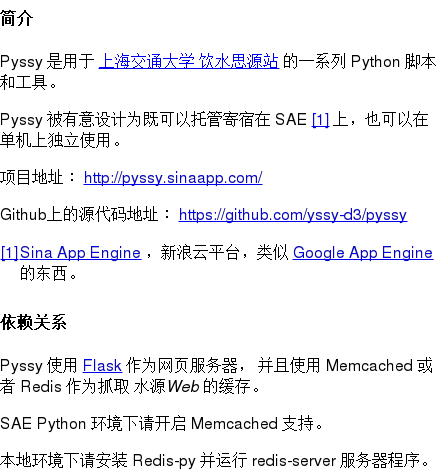 简介
Pyssy 是用于 上海交通大学 饮水思源站 的一系列 Python 脚本
和工具。
Pyssy 被有意设计为既可以托管寄宿在 SAE [1] 上，也可以在
单机上独立使用。
项目地址： http://pyssy.sinaapp.com/
Github上的源代码地址： https://github.com/yssy-d3/pyssy
[1] Sina App Engine ，新浪云平台，类似 Google App Engine
的东西。
依赖关系
Pyssy 使用 Flask 作为网页服务器， 并且使用 Memcached 或
者 Redis 作为抓取 水源Web 的缓存。
SAE Python 环境下请开启 Memcached 支持。
本地环境下请安装 Redis-py 并运行 redis-server 服务器程序。